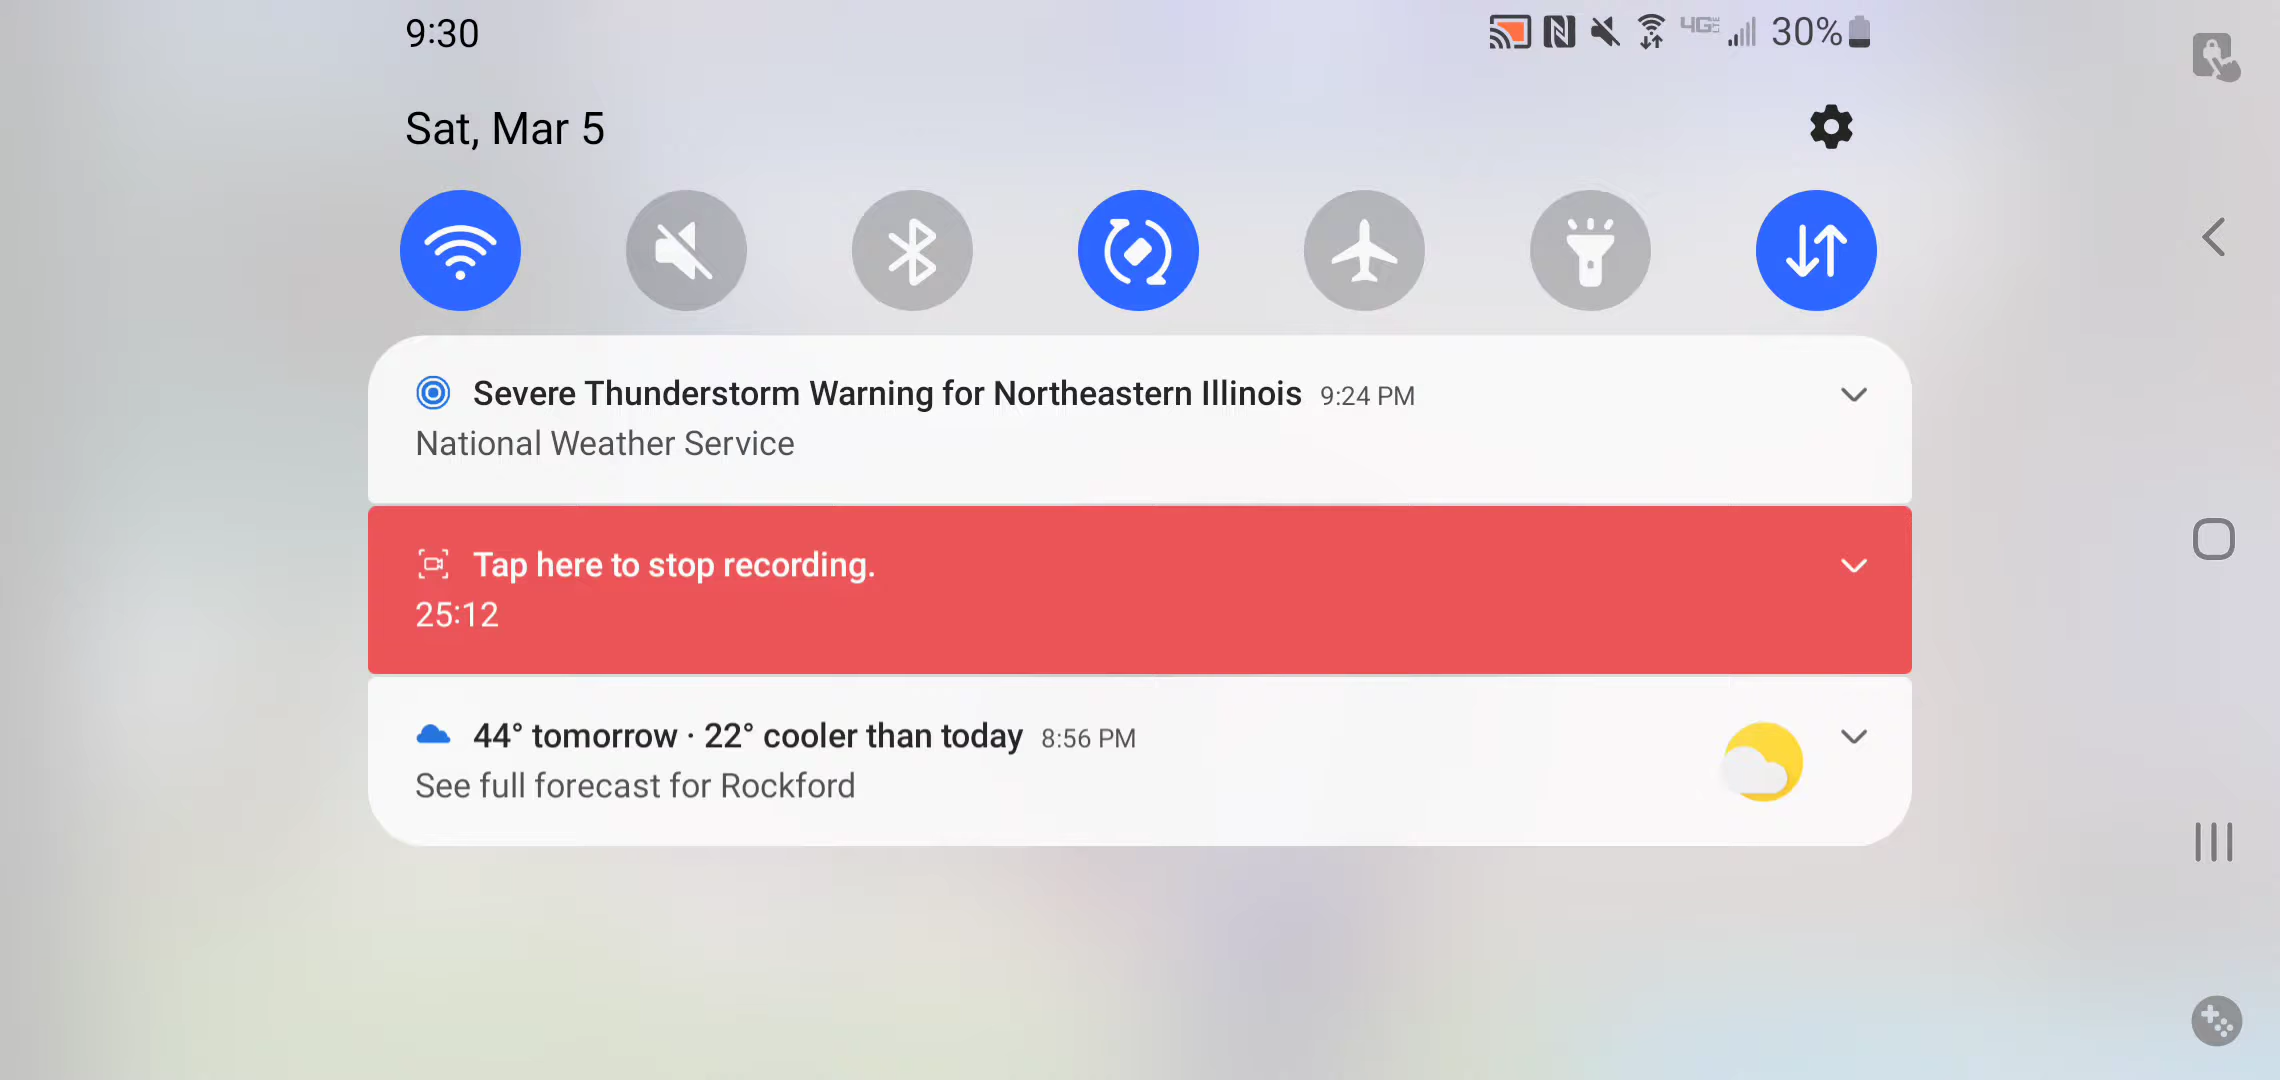 9:30
4GE LTE 30%
Sat, Mar 5
Severe Thunderstorm Warning for Northeastern Illinois 9:24 PM
National Weather Service
Tap here to stop recording.
25:12
44° tomorrow · 22° cooler than today 8:56 PM
See full forecast for Rockford